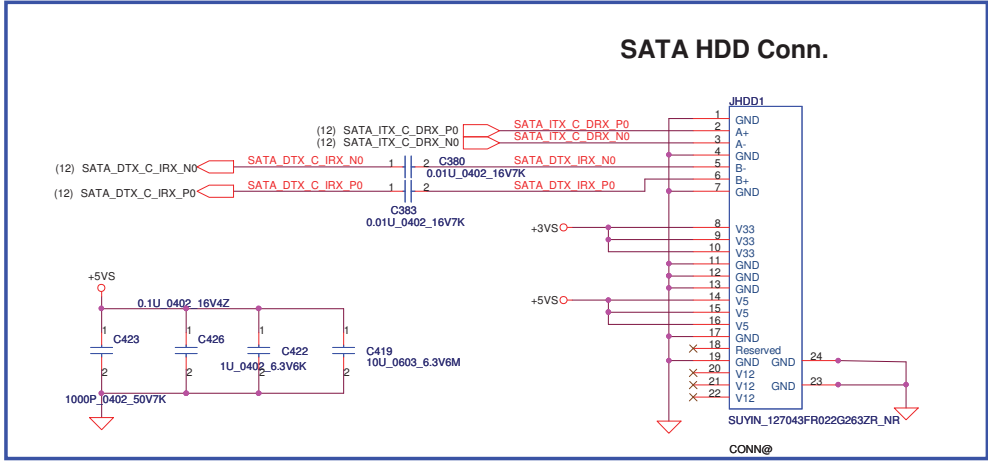 SATA HDD Conn.
JHDD1
(12) SATA_ITX_C_DRX_P0 SATA_ITX_C_DRX_P0
(12) SATA_ITX_C_DRX_N0 SATA_ITX_C_DRX_N0
(12) SATA_DTX_C_IRX_N0 SATA_DTX_C_IRX_N0 1 2 C380 SATA_DTX_IRX_N0
0.01U_0402_16V7K
(12) SATA_DTX_C_IRX_P0 SATA_DTX_C_IRX_P0 1 2 SATA_DTX_IRX_P0
C383
0.01U_0402_16V7K
1 GND
2 A+
3 A-
4 GND
5 B-
6 B+
7 GND
+3VS
8 V33
9 V33
10 V33
11 GND
12 GND
13 GND
+5VS
14 V5
15 V5
16 V5
17 GND
18 Reserved
19 GND GND 24
20 V12
21 V12 GND 23
22 V12
SUYIN_127043FR022G263ZR_NR
CONN@
+5VS
0.1U_0402_16V4Z
1 1 1 1
C423 C426 C422 C419
1U_0402_6.3V6K 10U_0603_6.3V6M
2 2 2 2
1000P_0402_50V7K